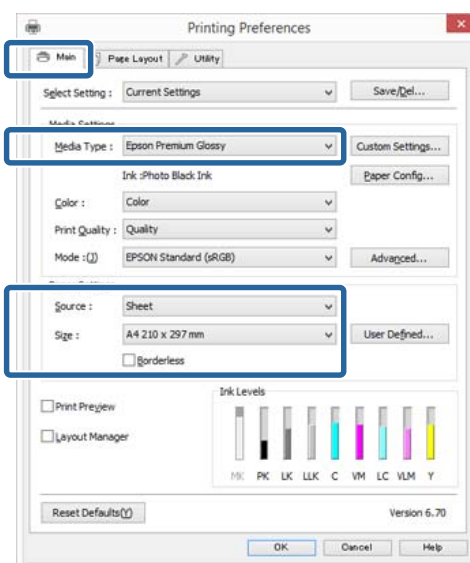 Printing Preferences
Main Page Layout Utility
Select Setting : Current Settings Save/Del...
Media Settings
Media Type : Epson Premium Glossy Custom Settings...
Ink :Photo Black Ink Paper Config...
Color : Color
Print Quality : Quality
Mode :(J) EPSON Standard (sRGB) Advanced...
Source : Sheet
Size : A4 210 x 297 mm User Defined...
Borderless
Ink Levels
Print Preview
Layout Manager
MK PK LK LLK C VM LC VLM Y
Reset Defaults(Y) Version 6.70
OK Cancel Help